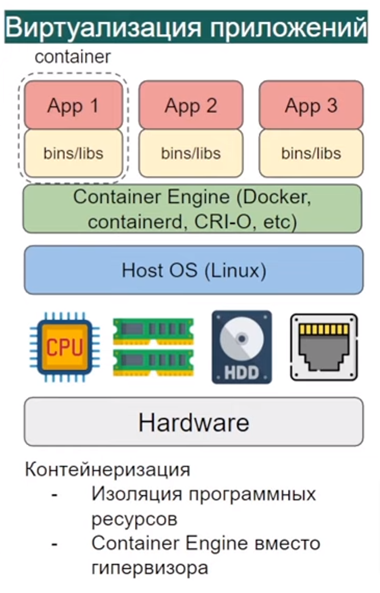 Виртуализация приложений
container
App 1
App 2
App 3
bins/libs
bins/libs
bins/libs
Container Engine (Docker,
containerd, CRI-O, etc)
Host OS (Linux)
CPU
HDD
Hardware
Контейнеризация
- Изоляция программных
ресурсов
- Container Engine вместо
гипервизора